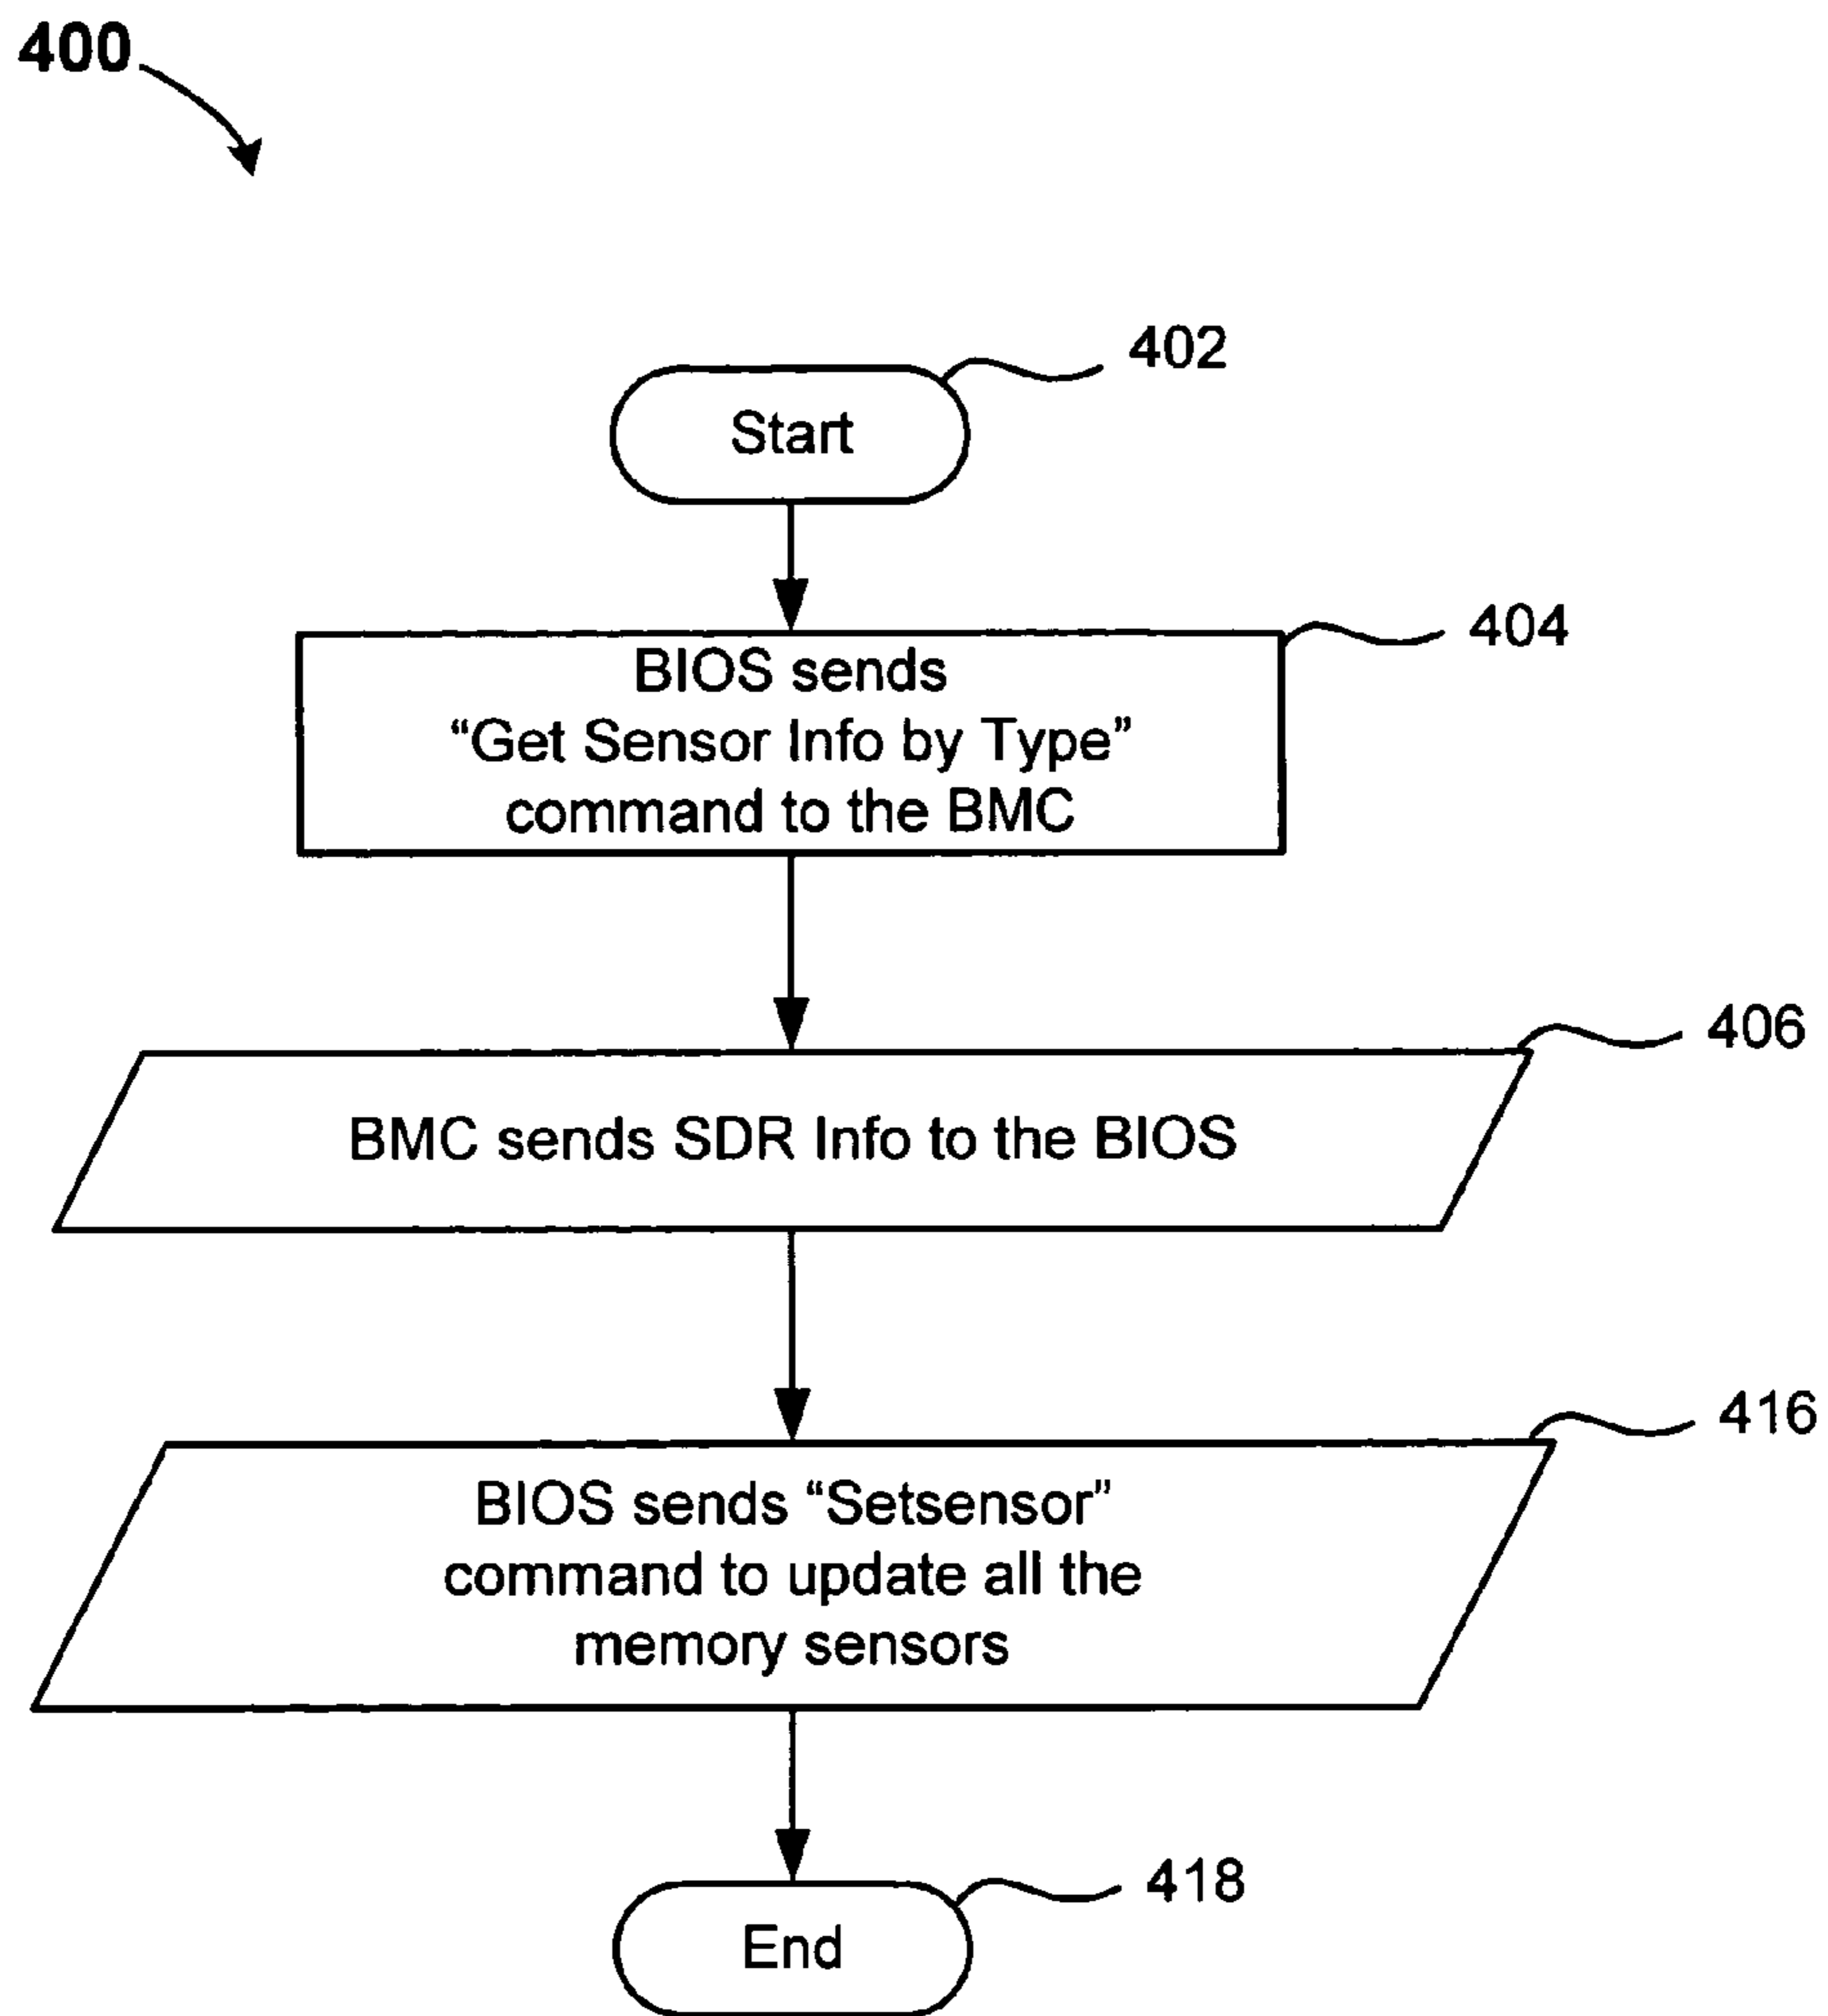 400
402
Start
404
BIOS sends
“Get Sensor Info by Type”
command to the BMC
406
BMC sends SDR Info to the BIOS
416
BIOS sends “Setsensor”
command to update all the
memory sensors
418
End